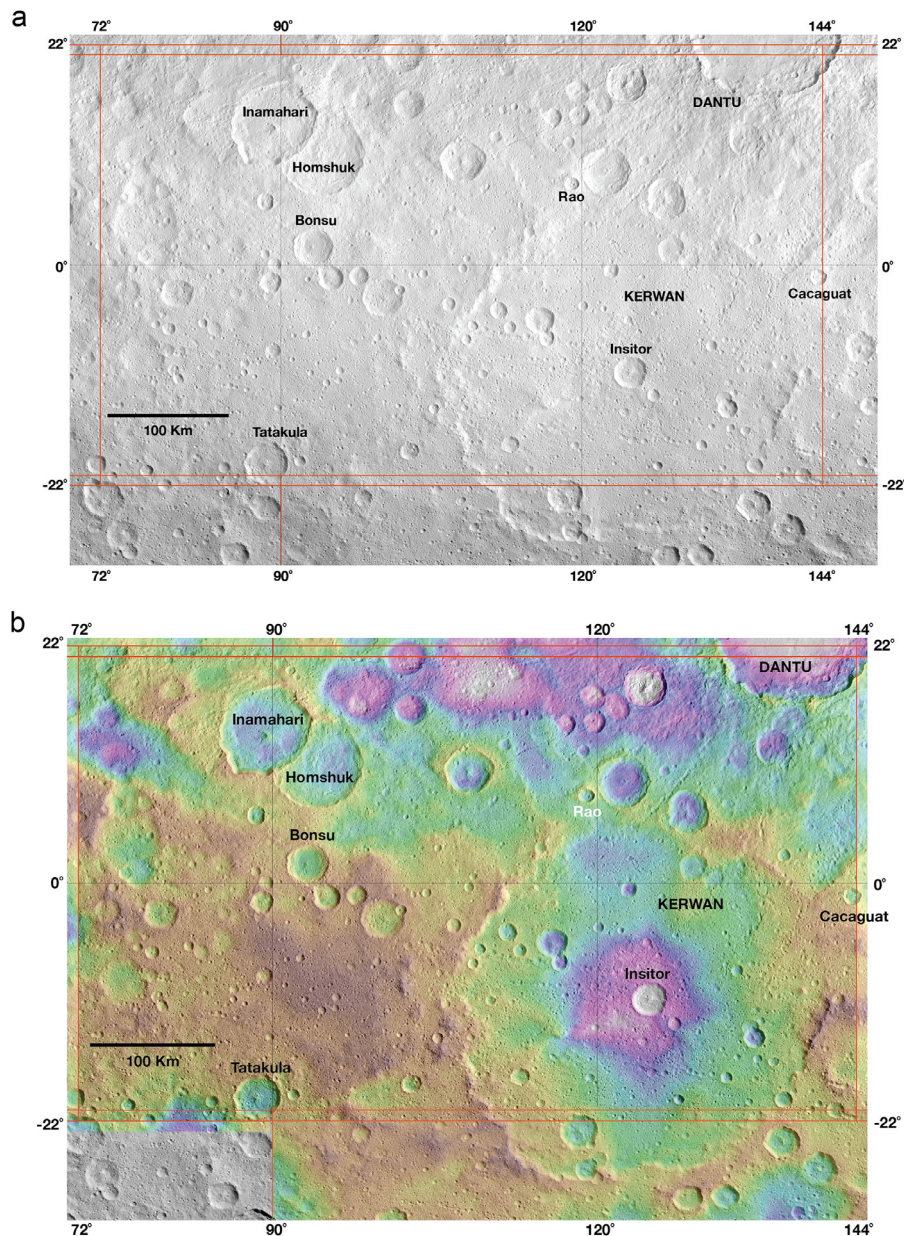 a
72° 90° 120° 144°
22° 22°
DANTU
Inamahari
Homshuk
Rao
Bonsu
0° 0°
KERWAN
Cacaguat
Insitor
100 Km
Tatakula
-22° -22°
72° 90° 120° 144°
b
72° 90° 120° 144°
22° 22°
DANTU
Inamahari
Homshuk
Rao
Bonsu
0° 0°
KERWAN
Cacaguat
Insitor
100 Km
Tatakula
-22° -22°
72° 90° 120° 144°